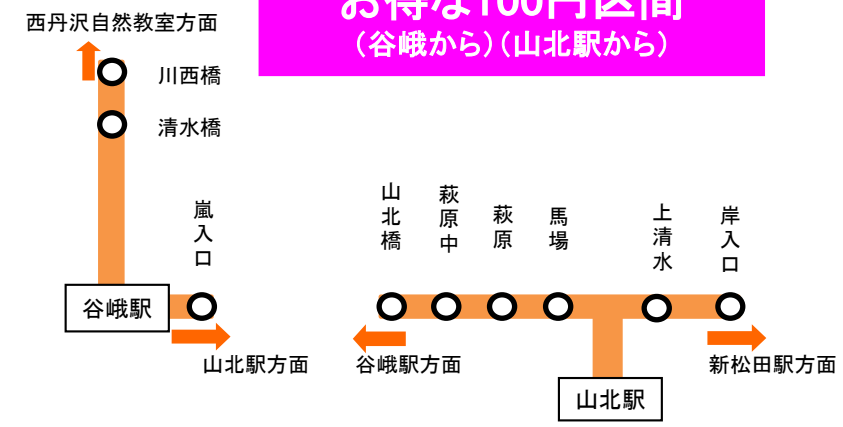 お得な100円区間
（谷峨から）（山北駅から）
西丹沢自然教室方面
川西橋
清水橋
嵐入口
谷峨駅
山北駅方面
山北橋
萩原中
萩原
馬場
上清水
岸入口
谷峨駅方面
新松田駅方面
山北駅